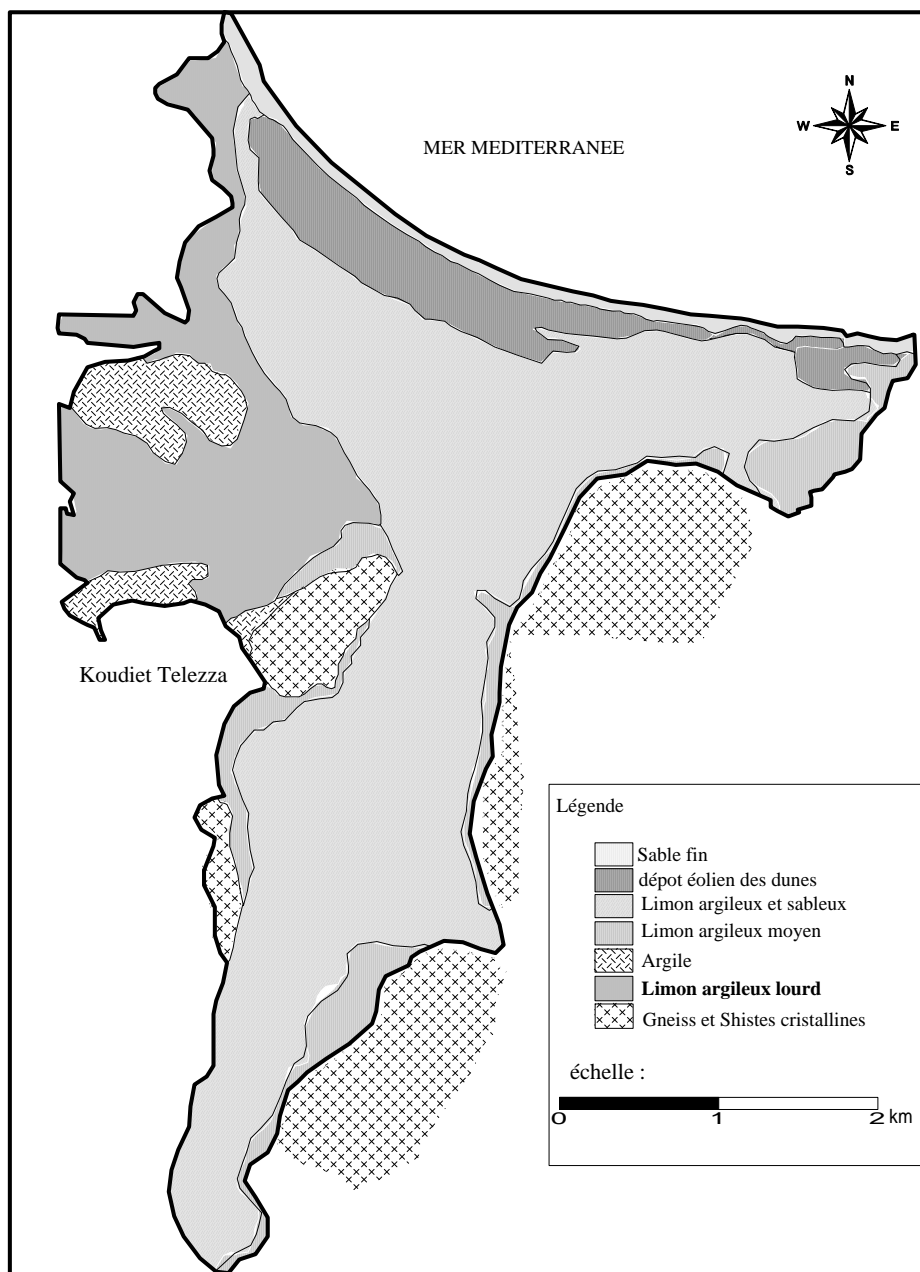 N
W E
S
MER MEDITERRANEE
Koudiet Telezza
Légende
Sable fin
dépot éolien des dunes
Limon argileux et sableux
Limon argileux moyen
Argile
Limon argileux lourd
Gneiss et Shistes cristallines
échelle :
0 1 2 km